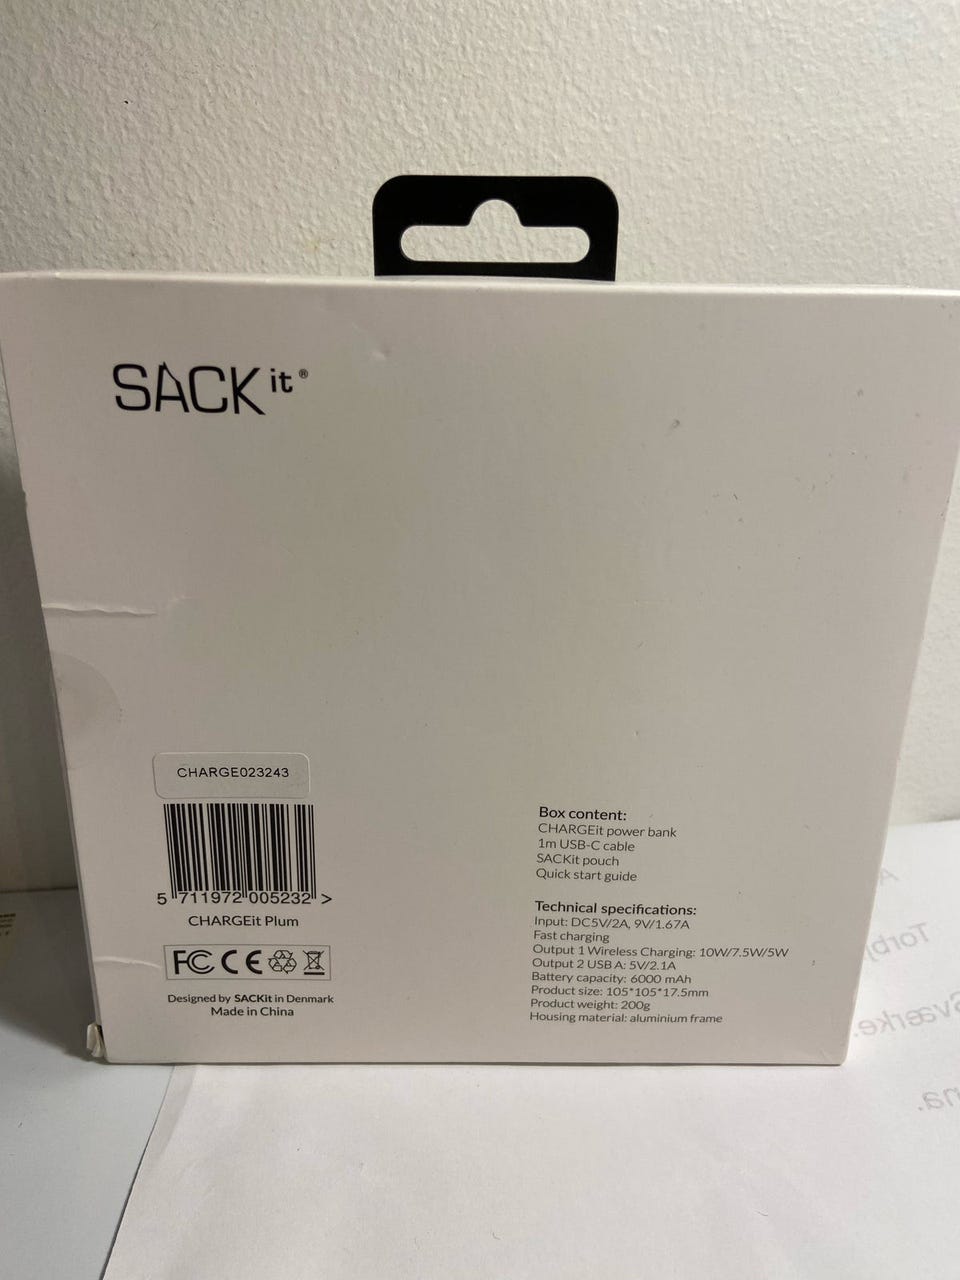 SACKit®
CHARGE023243
5 711972 005232 >
CHARGEit Plum
FC CE
Designed by SACKit in Denmark
Made in China
Box content:
CHARGEit power bank
1m USB-C cable
SACKit pouch
Quick start guide
Technical specifications:
Input: DC5V/2A, 9V/1.67A
Fast charging
Output 1 Wireless Charging: 10W/7.5W/5W
Output 2 USB A: 5V/2.1A
Battery capacity: 6000 mAh
Product size: 105*105*17.5mm
Product weight: 200g
Housing material: aluminium frame